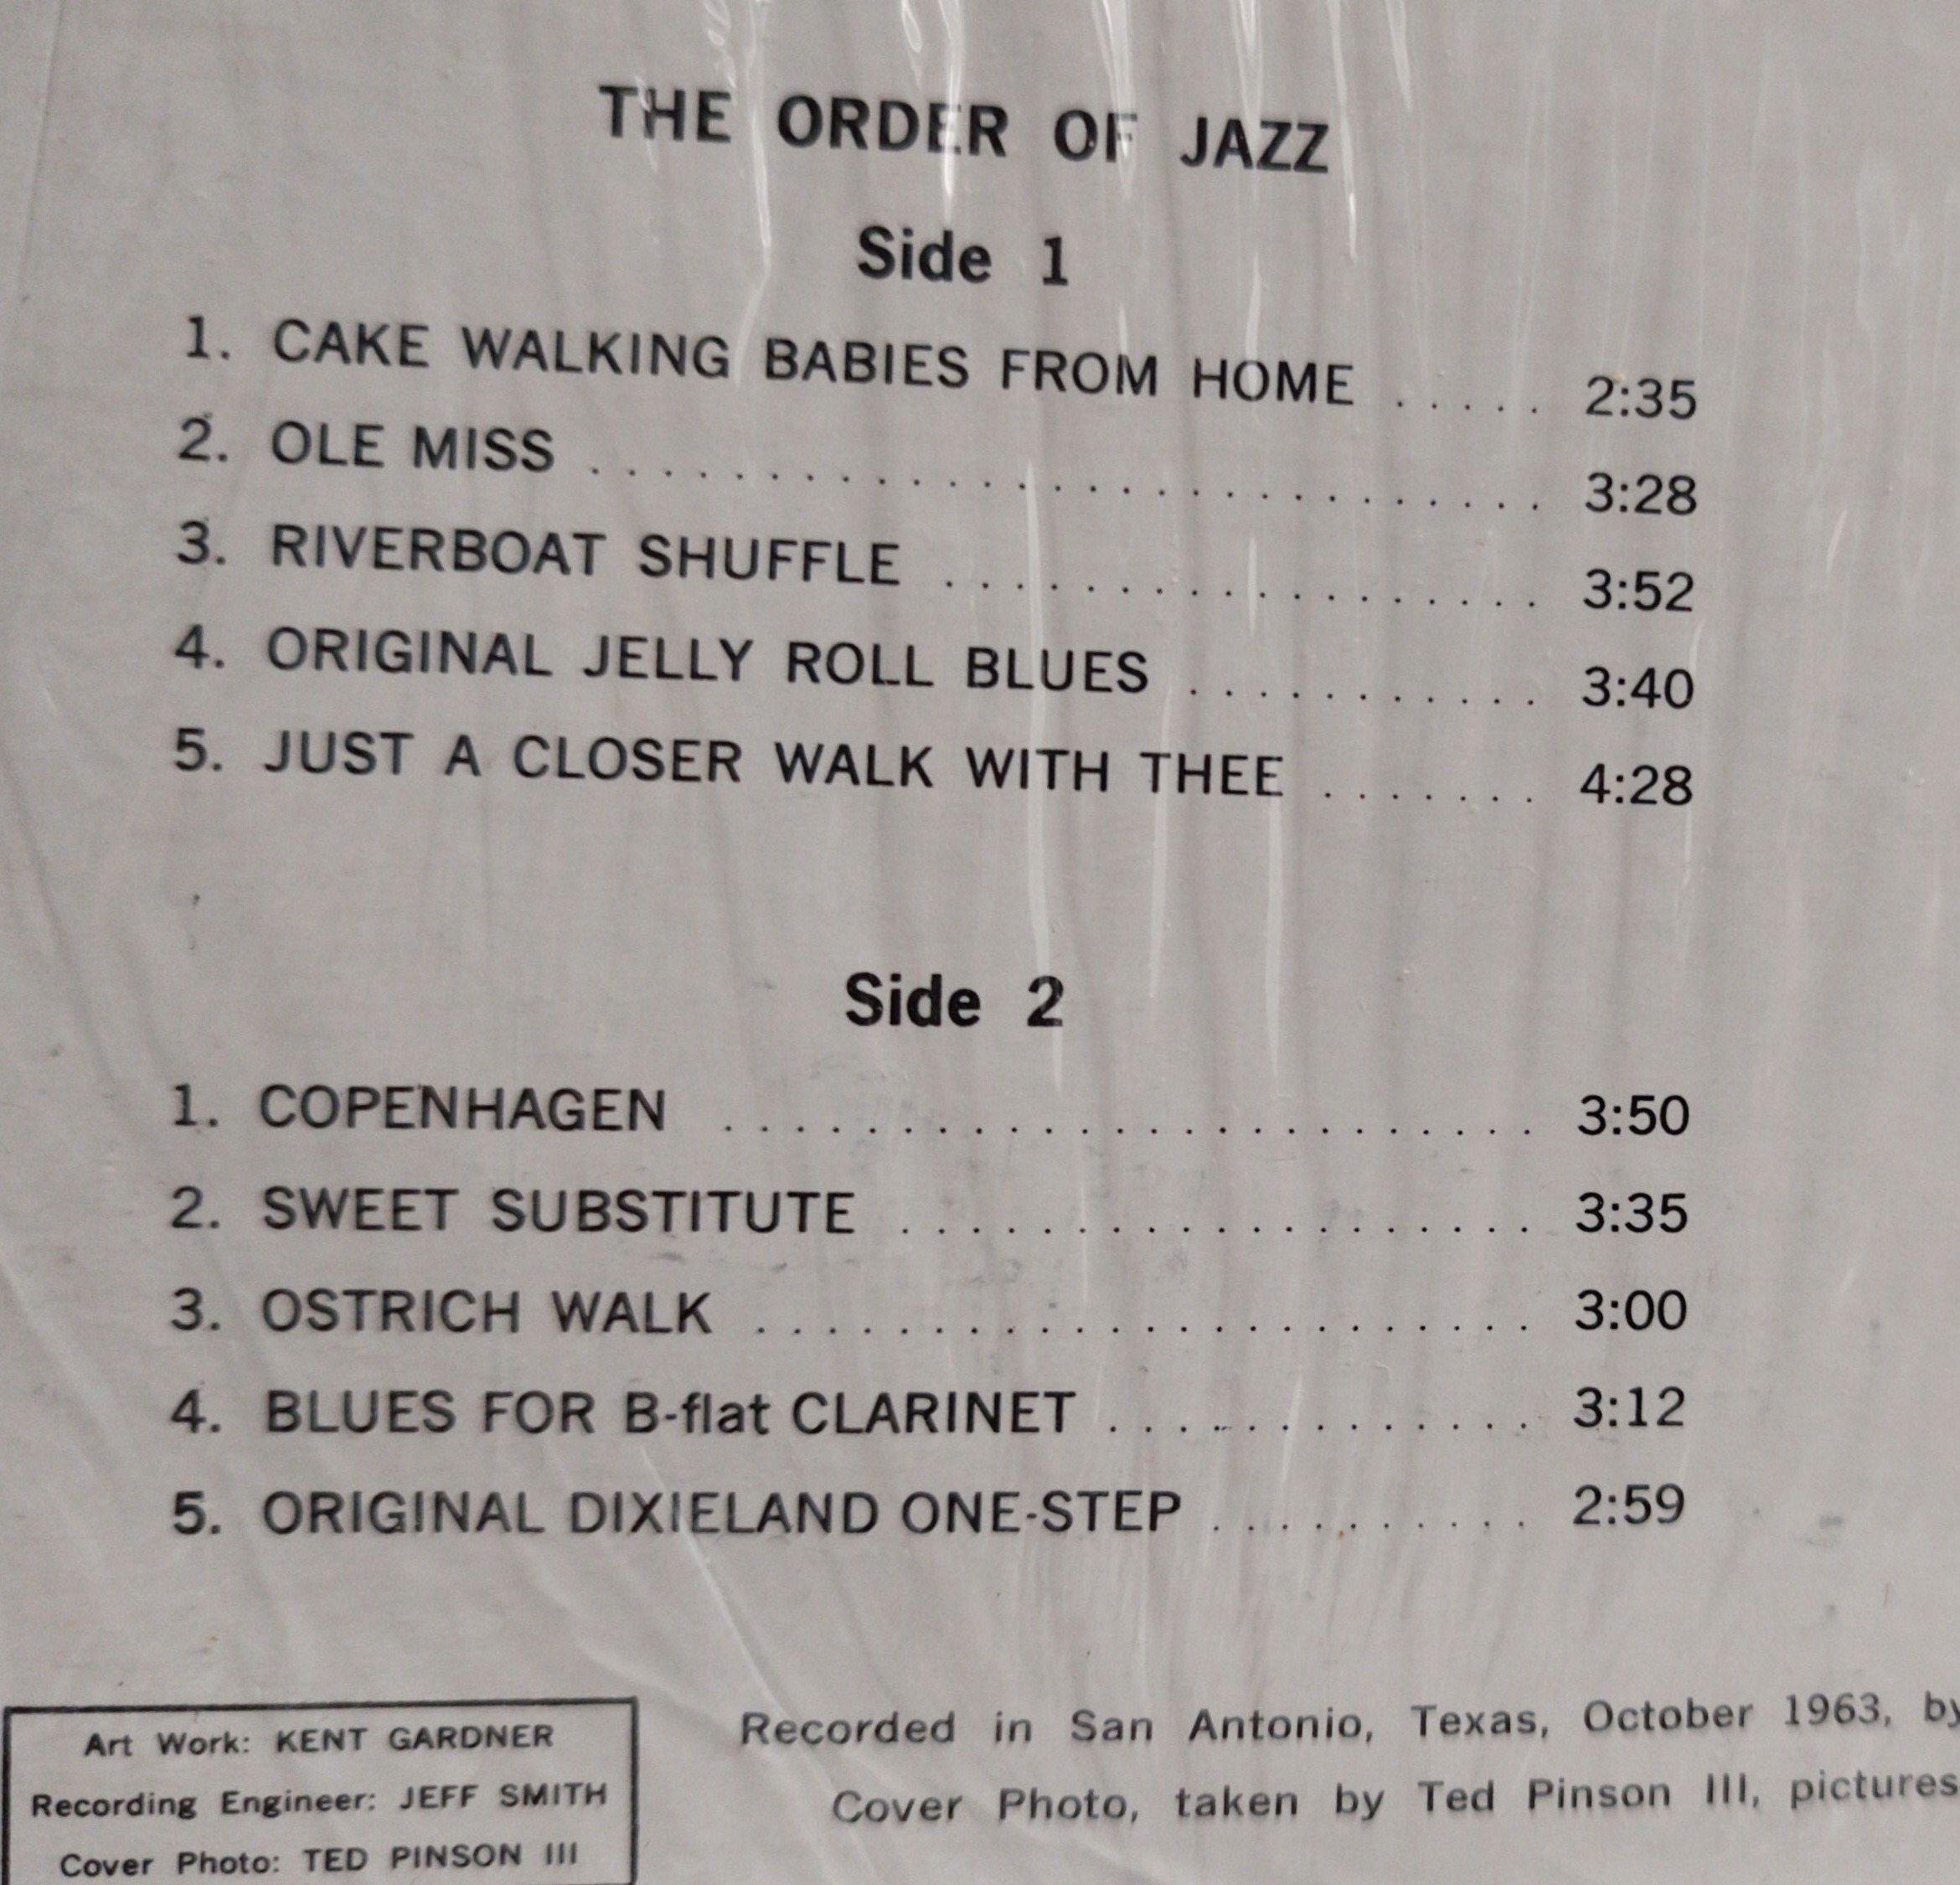 THE ORDER OF JAZZ
Side 1
1. CAKE WALKING BABIES FROM HOME ..... 2:35
2. OLE MISS ............................ 3:28
3. RIVERBOAT SHUFFLE .................. 3:52
4. ORIGINAL JELLY ROLL BLUES ........... 3:40
5. JUST A CLOSER WALK WITH THEE ....... 4:28
Side 2
1. COPENHAGEN ........................ 3:50
2. SWEET SUBSTITUTE ................... 3:35
3. OSTRICH WALK ....................... 3:00
4. BLUES FOR B-flat CLARINET ............. 3:12
5. ORIGINAL DIXIELAND ONE-STEP .......... 2:59
Art Work: KENT GARDNER
Recording Engineer: JEFF SMITH
Cover Photo: TED PINSON III
Recorded in San Antonio, Texas, October 1963, by
Cover Photo, taken by Ted Pinson III, pictures